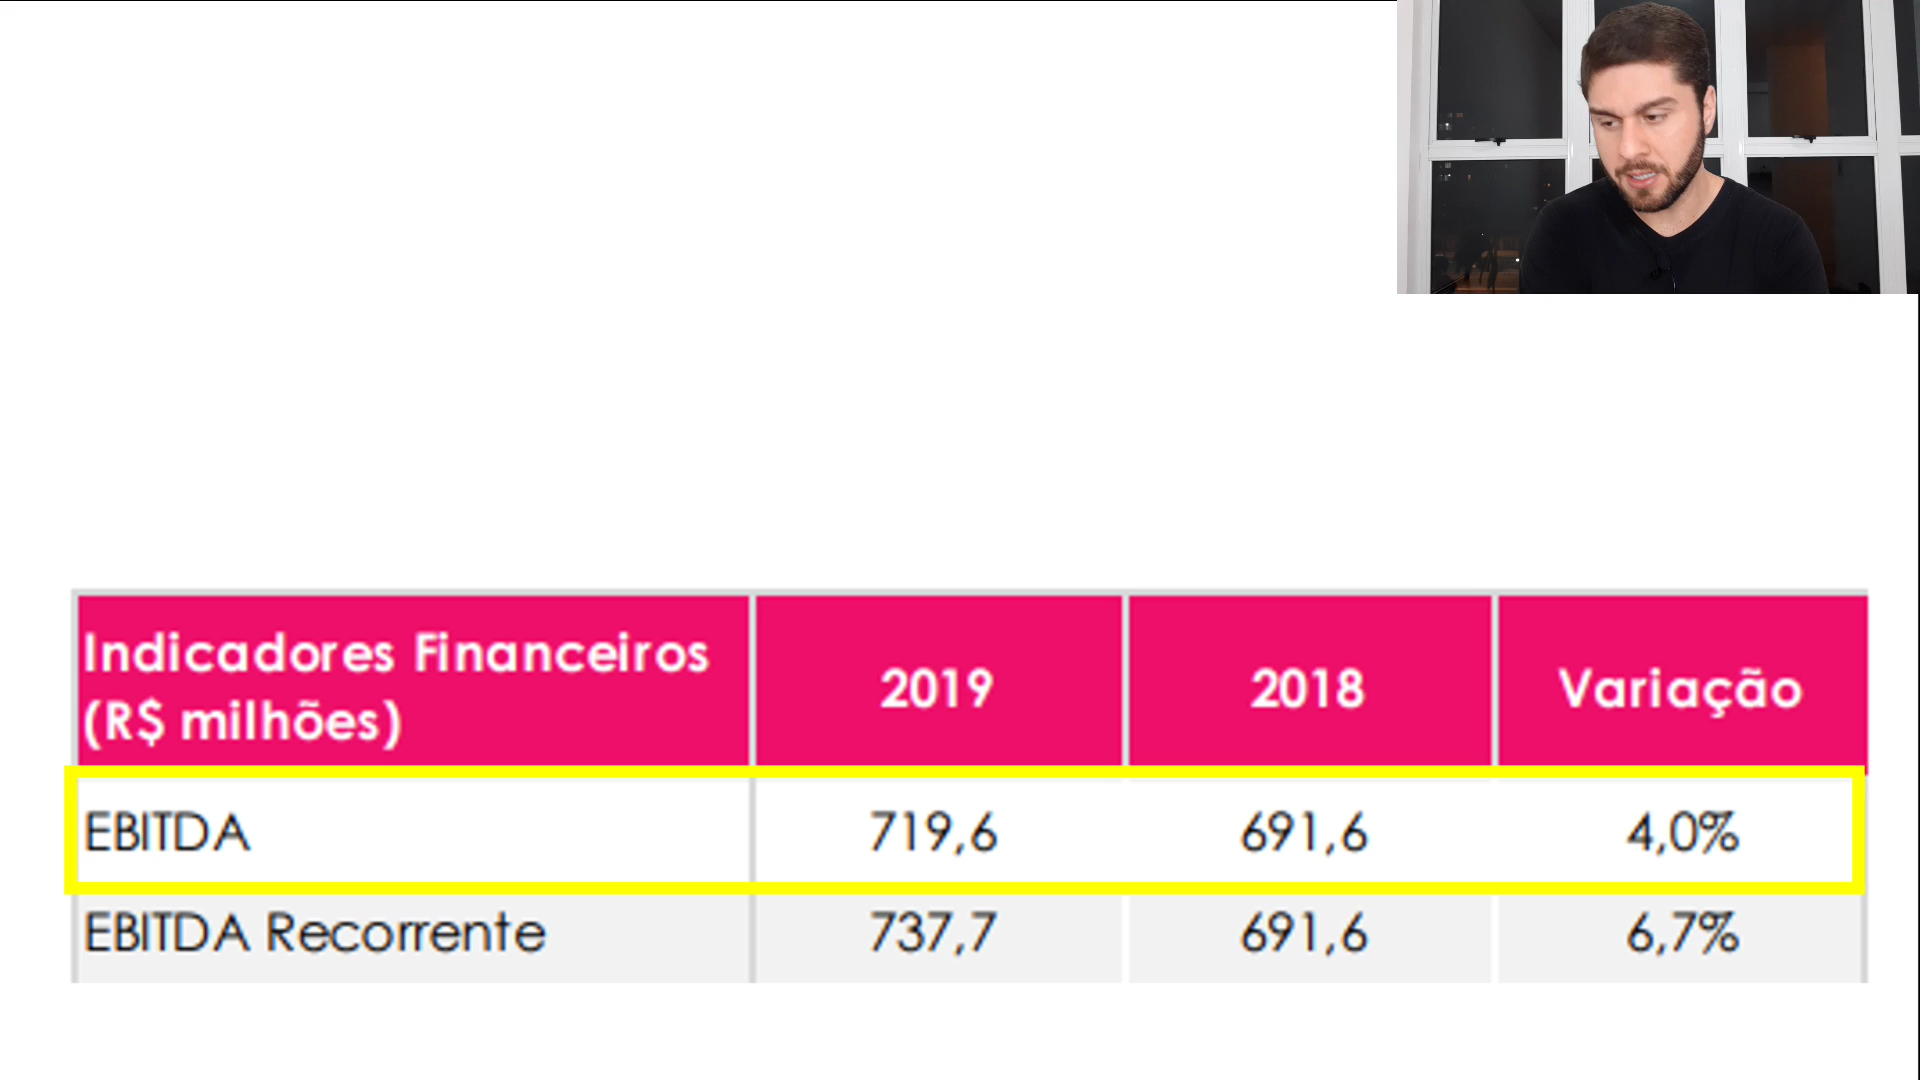 Indicadores Financeiros
(R$ milhões)
2019
2018
Variação
EBITDA
719,6
691,6
4,0%
EBITDA Recorrente
737,7
691,6
6,7%